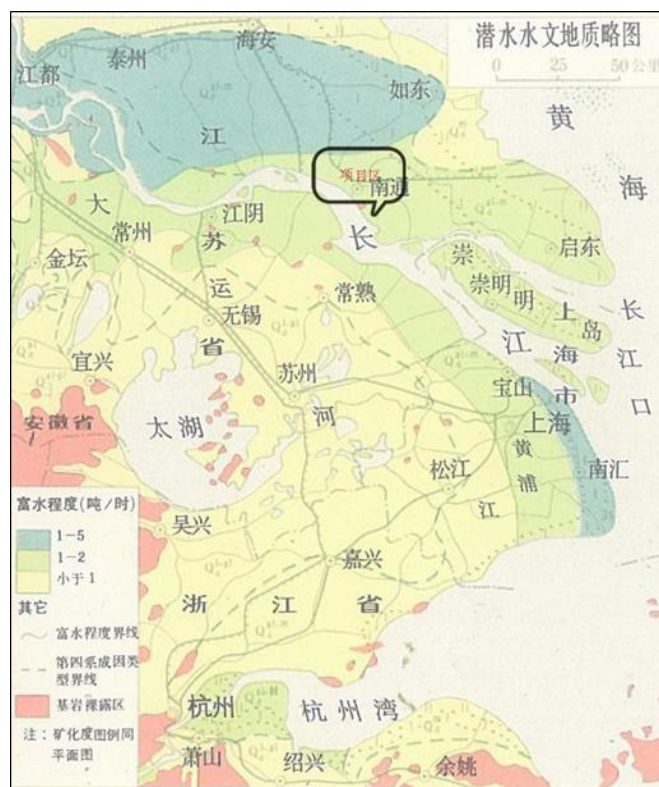 潜水水文地质略图
0 25 50 公里
海安
泰州
江都
如东
黄
海
江
项目区
南通
大
江阴
长
启东
常州
苏
崇
金坛
运
常熟
崇明
明
上
长
无锡
岛
省
江
海
江
宜兴
苏州
市
口
宝山
安徽省
太湖
河
上海
黄
浦
南汇
松江
江
富水程度(吨/时)
1-5
1-2
小于1
吴兴
嘉兴
其它
浙 江 省
富水程度界线
第四系成因类
型界线
基岩裸露区
杭州
杭州湾
注：矿化度图例同
平面图
萧山
绍兴
余姚